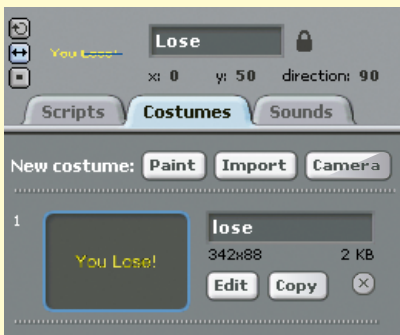 Lose
You Lose!
x: 0 y: 50 direction: 90
Scripts Costumes Sounds
New costume: Paint Import Camera
1
lose
You Lose!
342x88 2 KB
Edit Copy